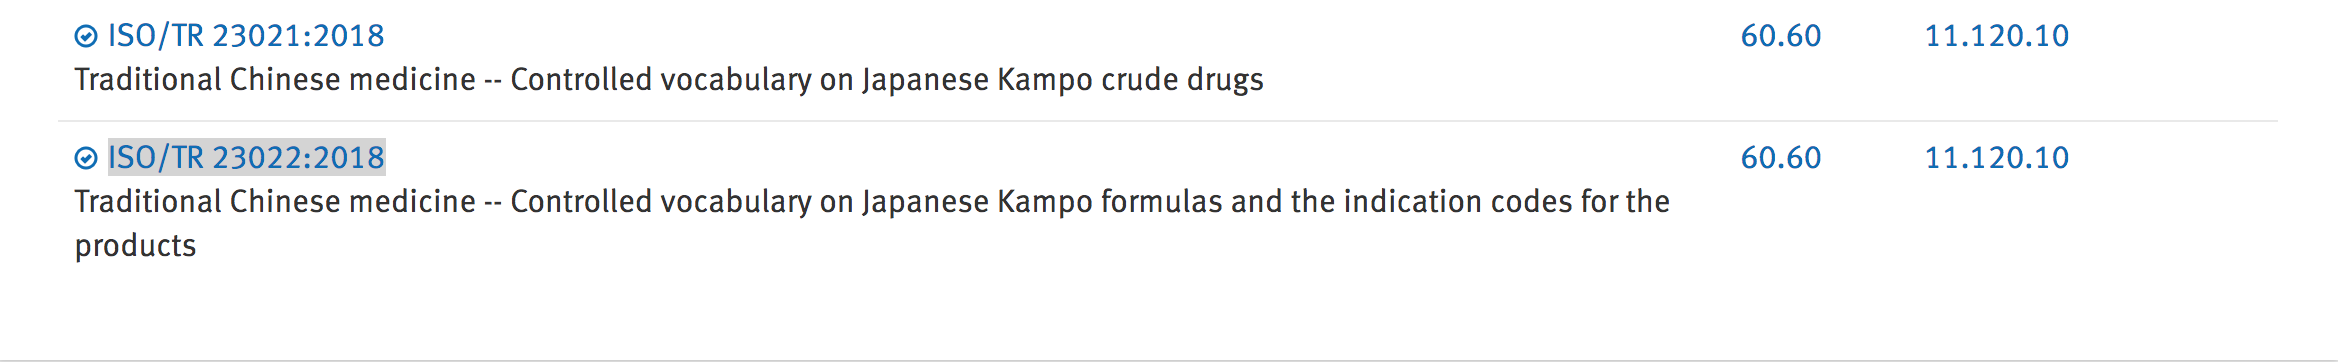 ISO/TR 23021:2018 60.60 11.120.10
Traditional Chinese medicine -- Controlled vocabulary on Japanese Kampo crude drugs
ISO/TR 23022:2018 60.60 11.120.10
Traditional Chinese medicine -- Controlled vocabulary on Japanese Kampo formulas and the indication codes for the
products